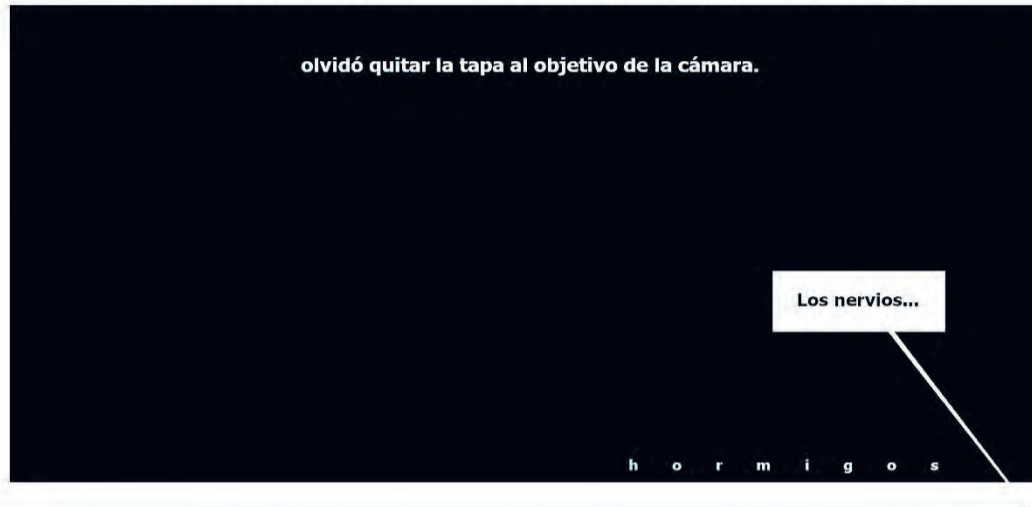 olvidó quitar la tapa al objetivo de la cámara.
Los nervios...
h o r m i g o s